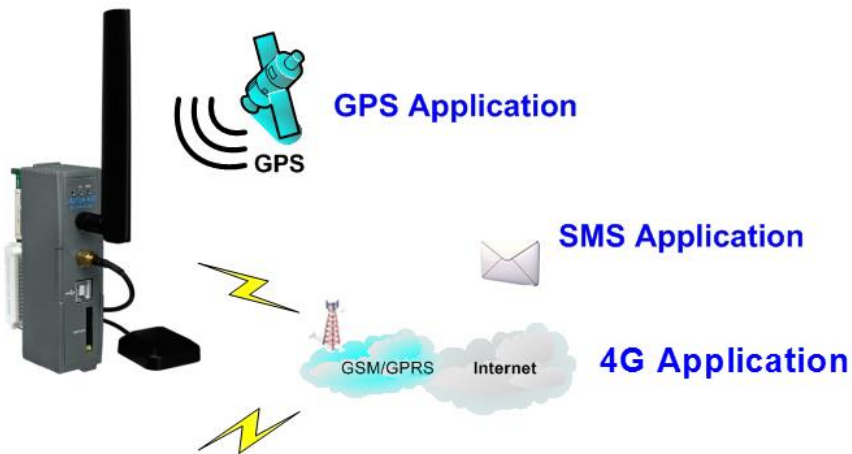 GPS Application
GPS
SMS Application
GSM/GPRS
Internet
4G Application